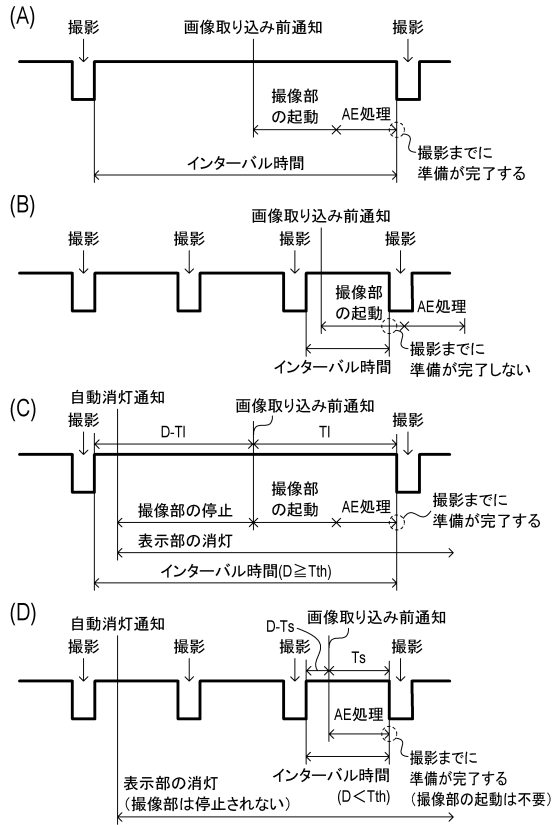 (A)
撮影
画像取り込み前通知
撮影
撮像部
の起動
AE処理
撮影までに
準備が完了する
インターバル時間
(B)
画像取り込み前通知
撮影
撮影
撮影
撮影
撮像部
の起動
AE処理
インターバル時間
撮影までに
準備が完了しない
(C)
自動消灯通知
撮影
画像取り込み前通知
撮影
D-Tl
Tl
撮像部の停止
撮像部
の起動
AE処理
撮影までに
準備が完了する
表示部の消灯
インターバル時間(D≧Tth)
(D)
自動消灯通知
画像取り込み前通知
D-Ts
撮影
撮影
撮影
Ts
撮影
AE処理
インターバル時間
(D＜Tth)
撮影までに
準備が完了する
(撮像部の起動は不要)
表示部の消灯
(撮像部は停止されない)